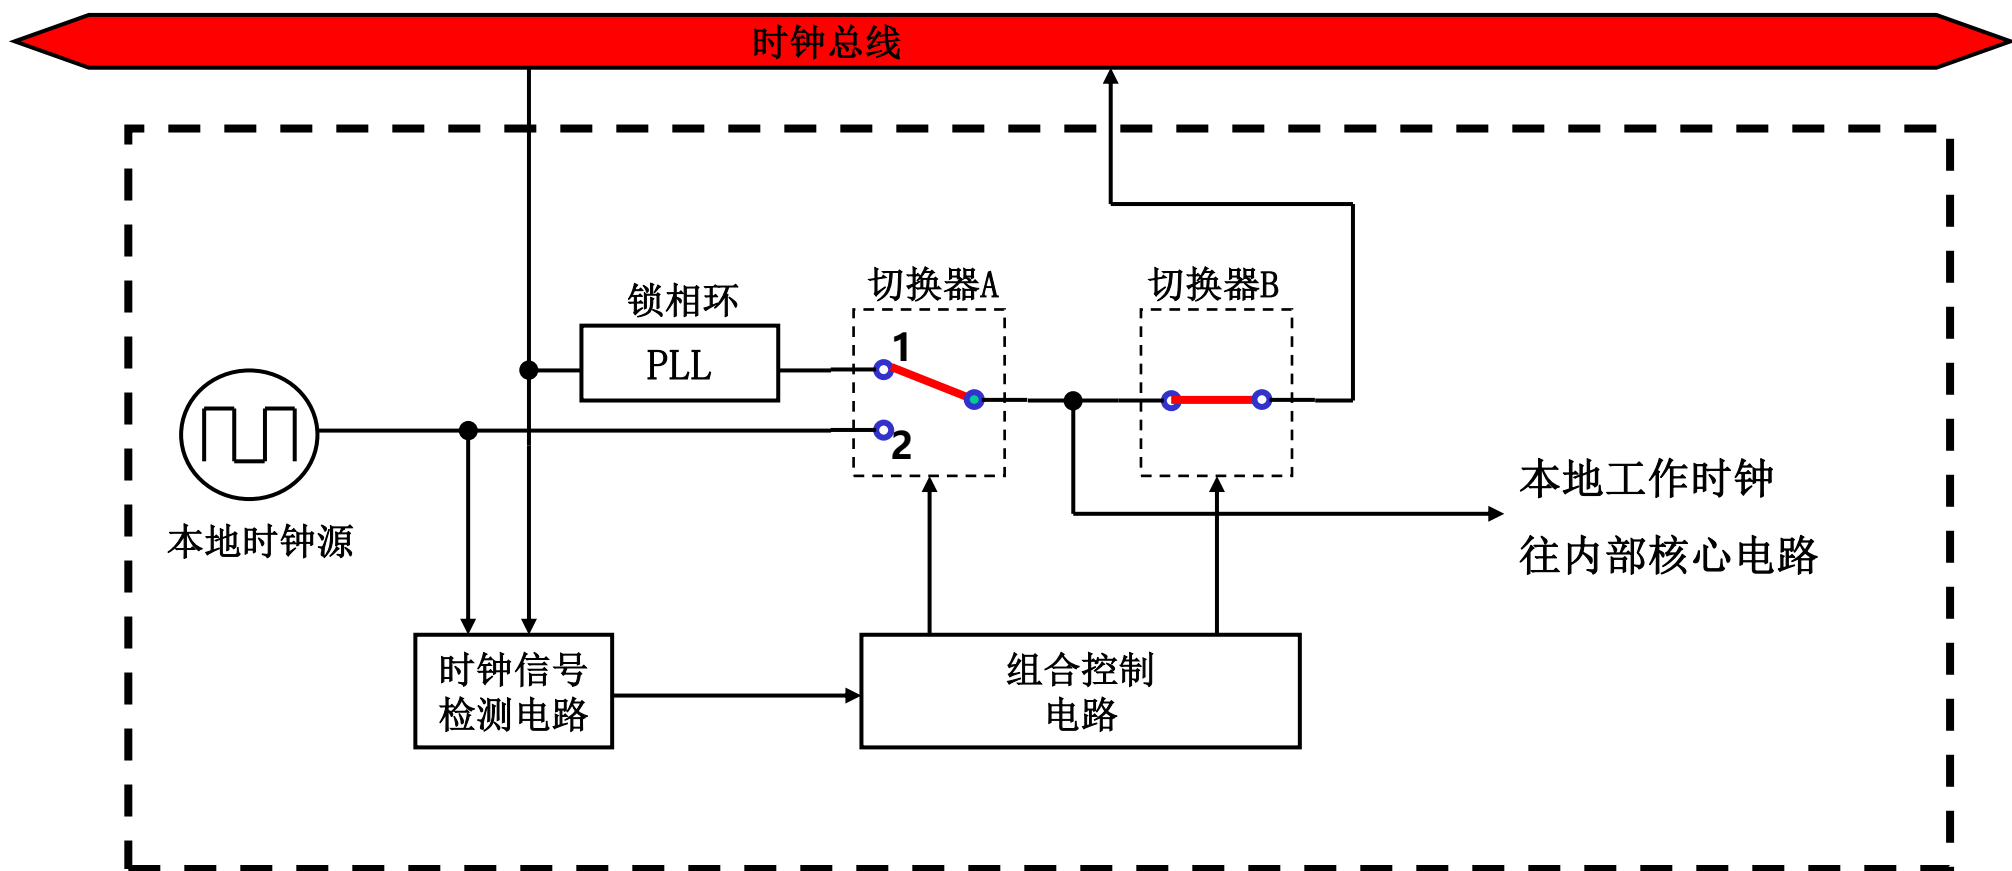 时钟总线
锁相环
切换器A
切换器B
PLL
1
2
本地时钟源
本地工作时钟
往内部核心电路
时钟信号
检测电路
组合控制
电路